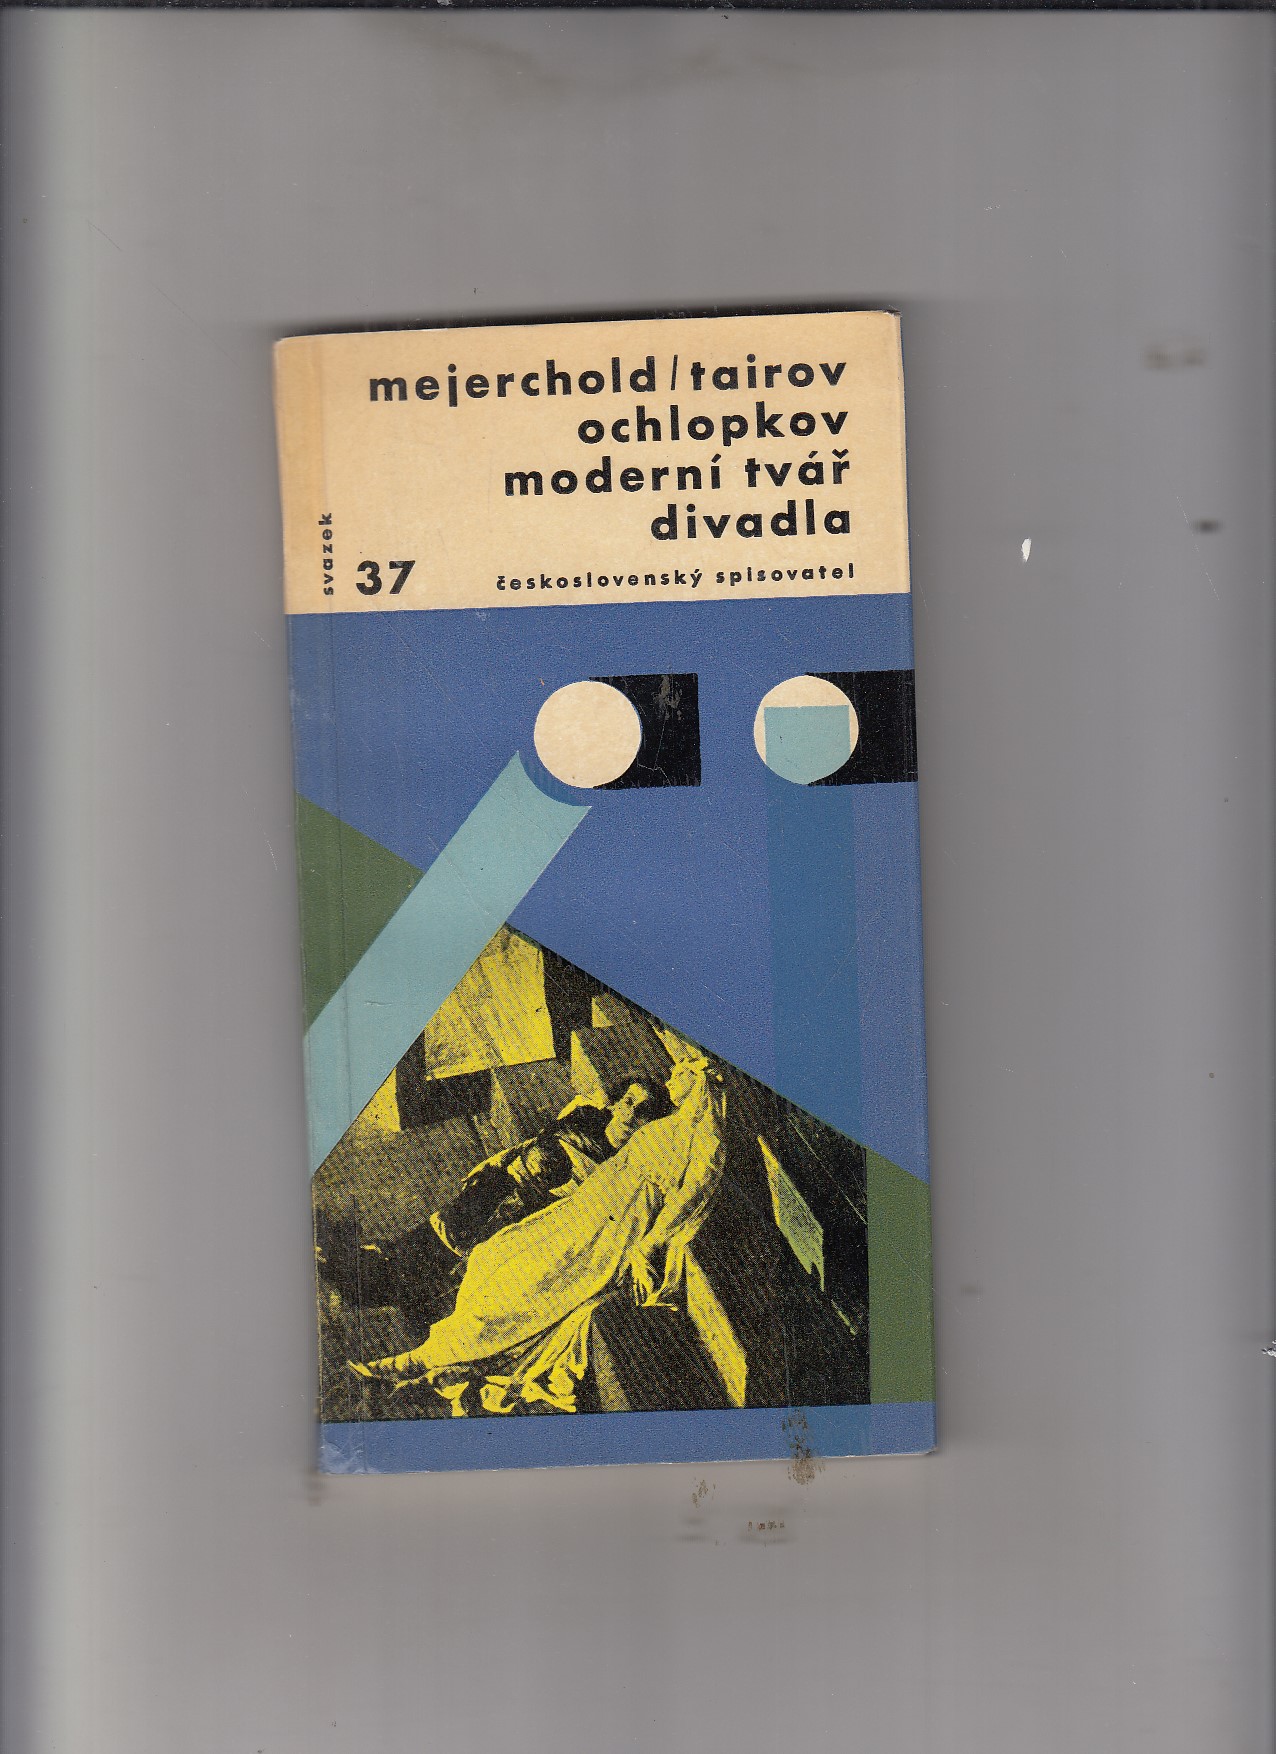 mejerchold/tairov
ochlopkov
moderní tvář
divadla
svazek
37
československý spisovatel